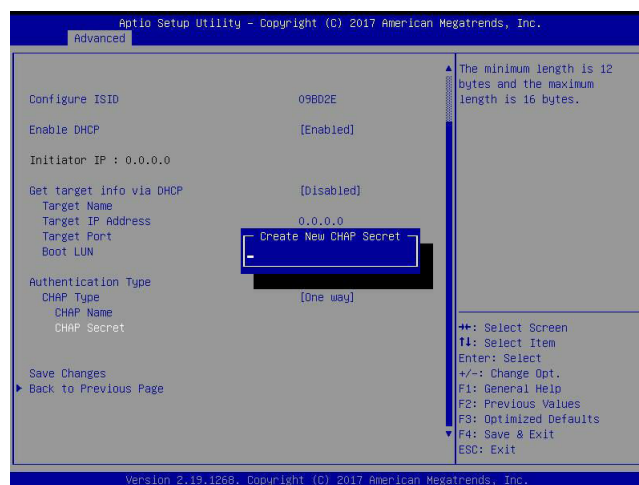 Aptio Setup Utility – Copyright (C) 2017 American Megatrends, Inc.
Advanced
Configure ISID 09BD2E
Enable DHCP [Enabled]
Initiator IP : 0.0.0.0
Get target info via DHCP [Disabled]
Target Name
Target IP Address 0.0.0.0
Target Port
Boot LUN
Create New CHAP Secret
Authentication Type
CHAP Type [One way]
CHAP Name
CHAP Secret
Save Changes
Back to Previous Page
The minimum length is 12
bytes and the maximum
length is 16 bytes.
→←: Select Screen
↑↓: Select Item
Enter: Select
+/-: Change Opt.
F1: General Help
F2: Previous Values
F3: Optimized Defaults
F4: Save & Exit
ESC: Exit
Version 2.19.1268. Copyright (C) 2017 American Megatrends, Inc.